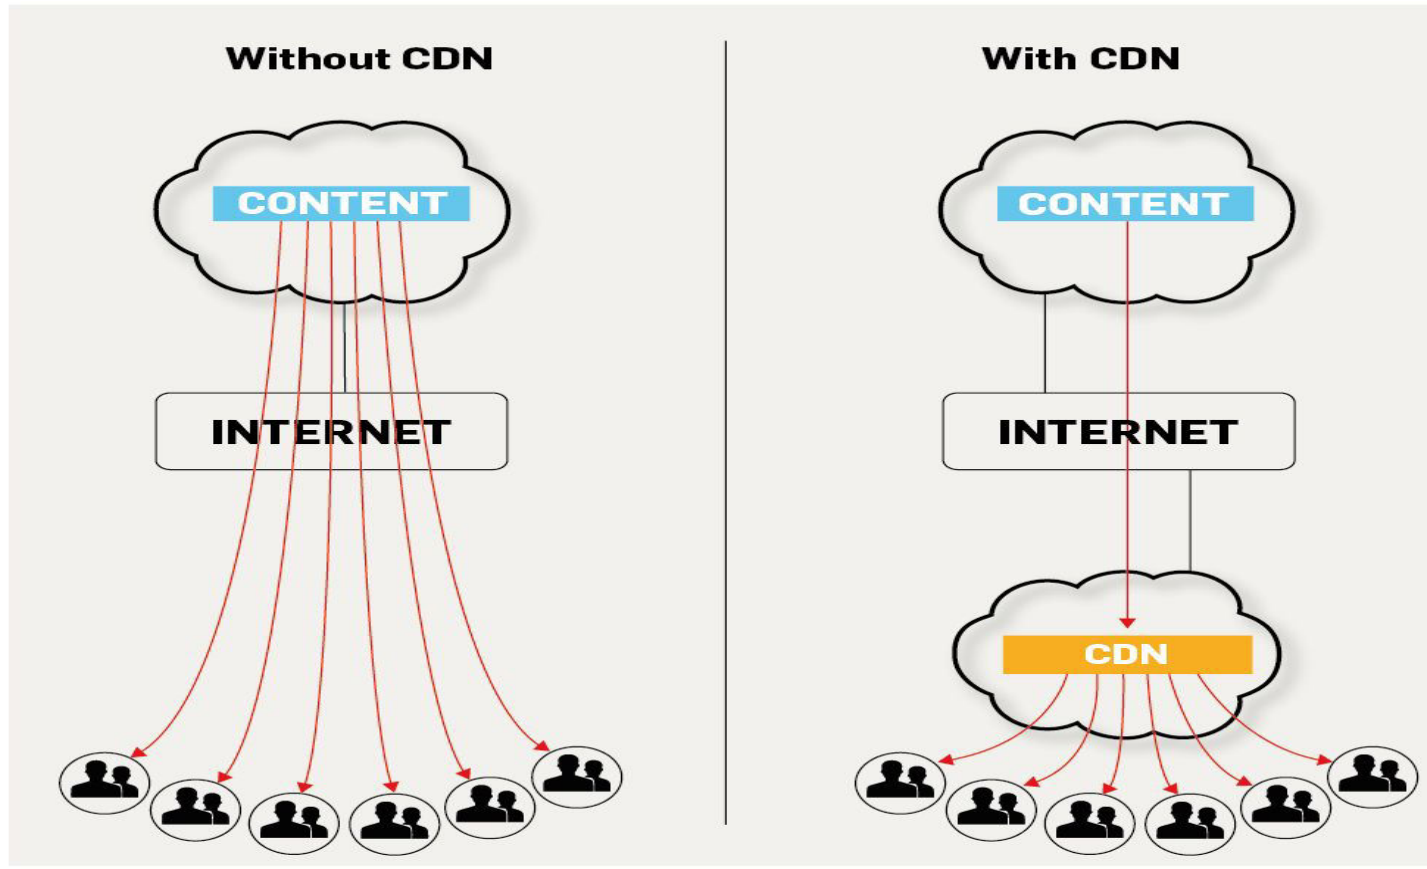 Without CDN
CONTENT
INTERNET
With CDN
CONTENT
INTERNET
CDN